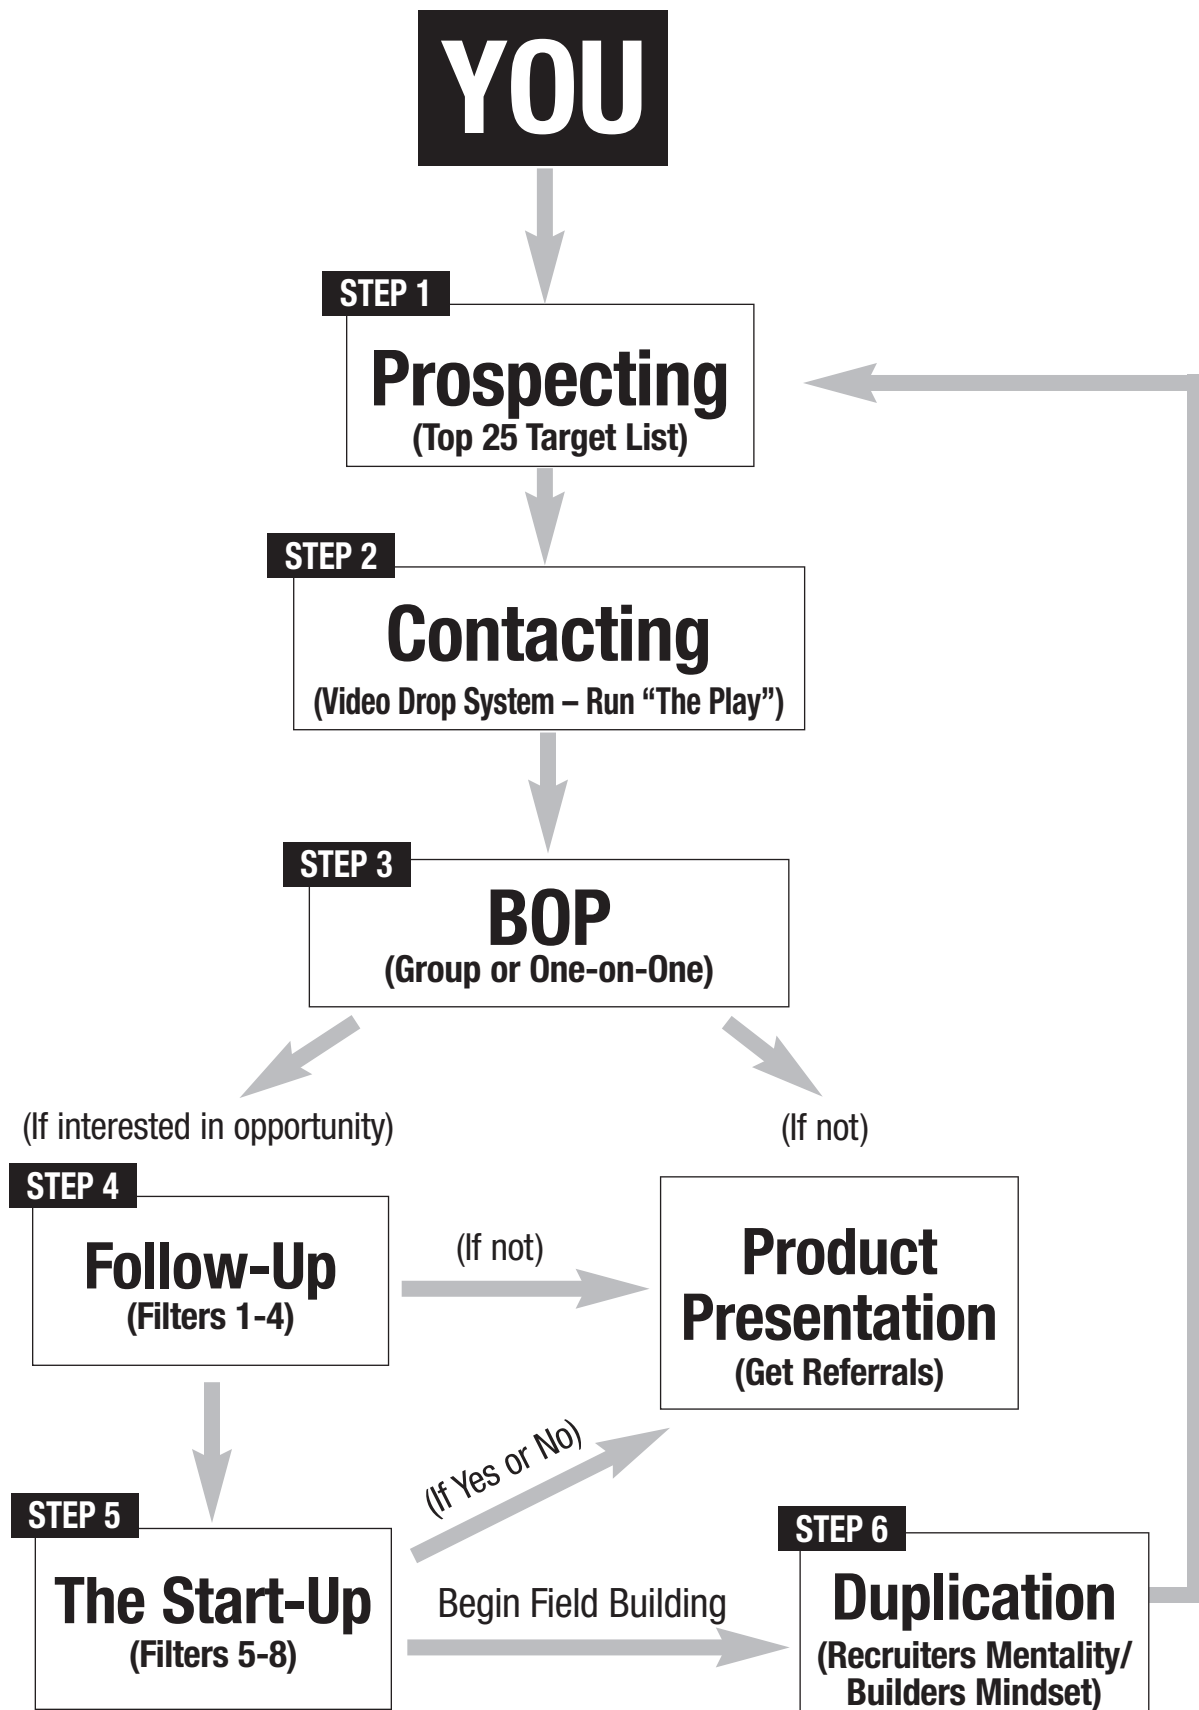 YOU
STEP 1
Prospecting
(Top 25 Target List)
STEP 2
Contacting
(Video Drop System – Run “The Play”)
STEP 3
BOP
(Group or One-on-One)
(If interested in opportunity)
(If not)
STEP 4
Follow-Up
(Filters 1-4)
(If not)
Product
Presentation
(Get Referrals)
(If Yes or No)
STEP 5
The Start-Up
(Filters 5-8)
Begin Field Building
STEP 6
Duplication
(Recruiters Mentality/
Builders Mindset)